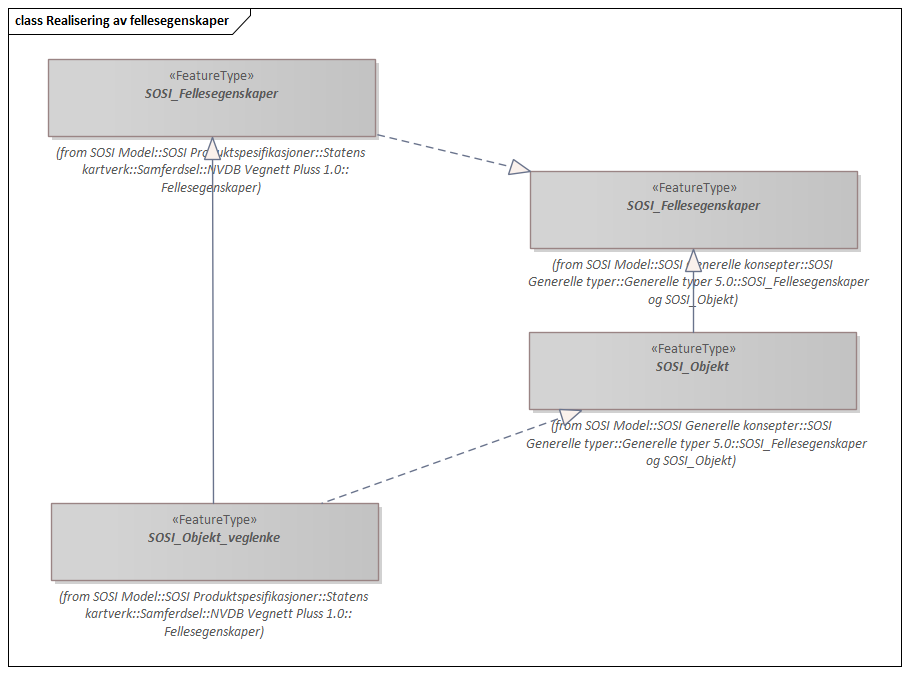 class Realisering av fellesegenskaper
«FeatureType»
SOSI_Fellesegenskaper
(from SOSI Model::SOSI Produktspesifikasjoner::Statens
kartverk::Samferdsel::NVDB Vegnett Pluss 1.0::
Fellesegenskaper)
«FeatureType»
SOSI_Fellesegenskaper
(from SOSI Model::SOSI Generelle konsepter::SOSI
Generelle typer::Generelle typer 5.0::SOSI_Fellesegenskaper
og SOSI_Objekt)
«FeatureType»
SOSI_Objekt
(from SOSI Model::SOSI Generelle konsepter::SOSI
Generelle typer::Generelle typer 5.0::SOSI_Fellesegenskaper
og SOSI_Objekt)
«FeatureType»
SOSI_Objekt_veglenke
(from SOSI Model::SOSI Produktspesifikasjoner::Statens
kartverk::Samferdsel::NVDB Vegnett Pluss 1.0::
Fellesegenskaper)